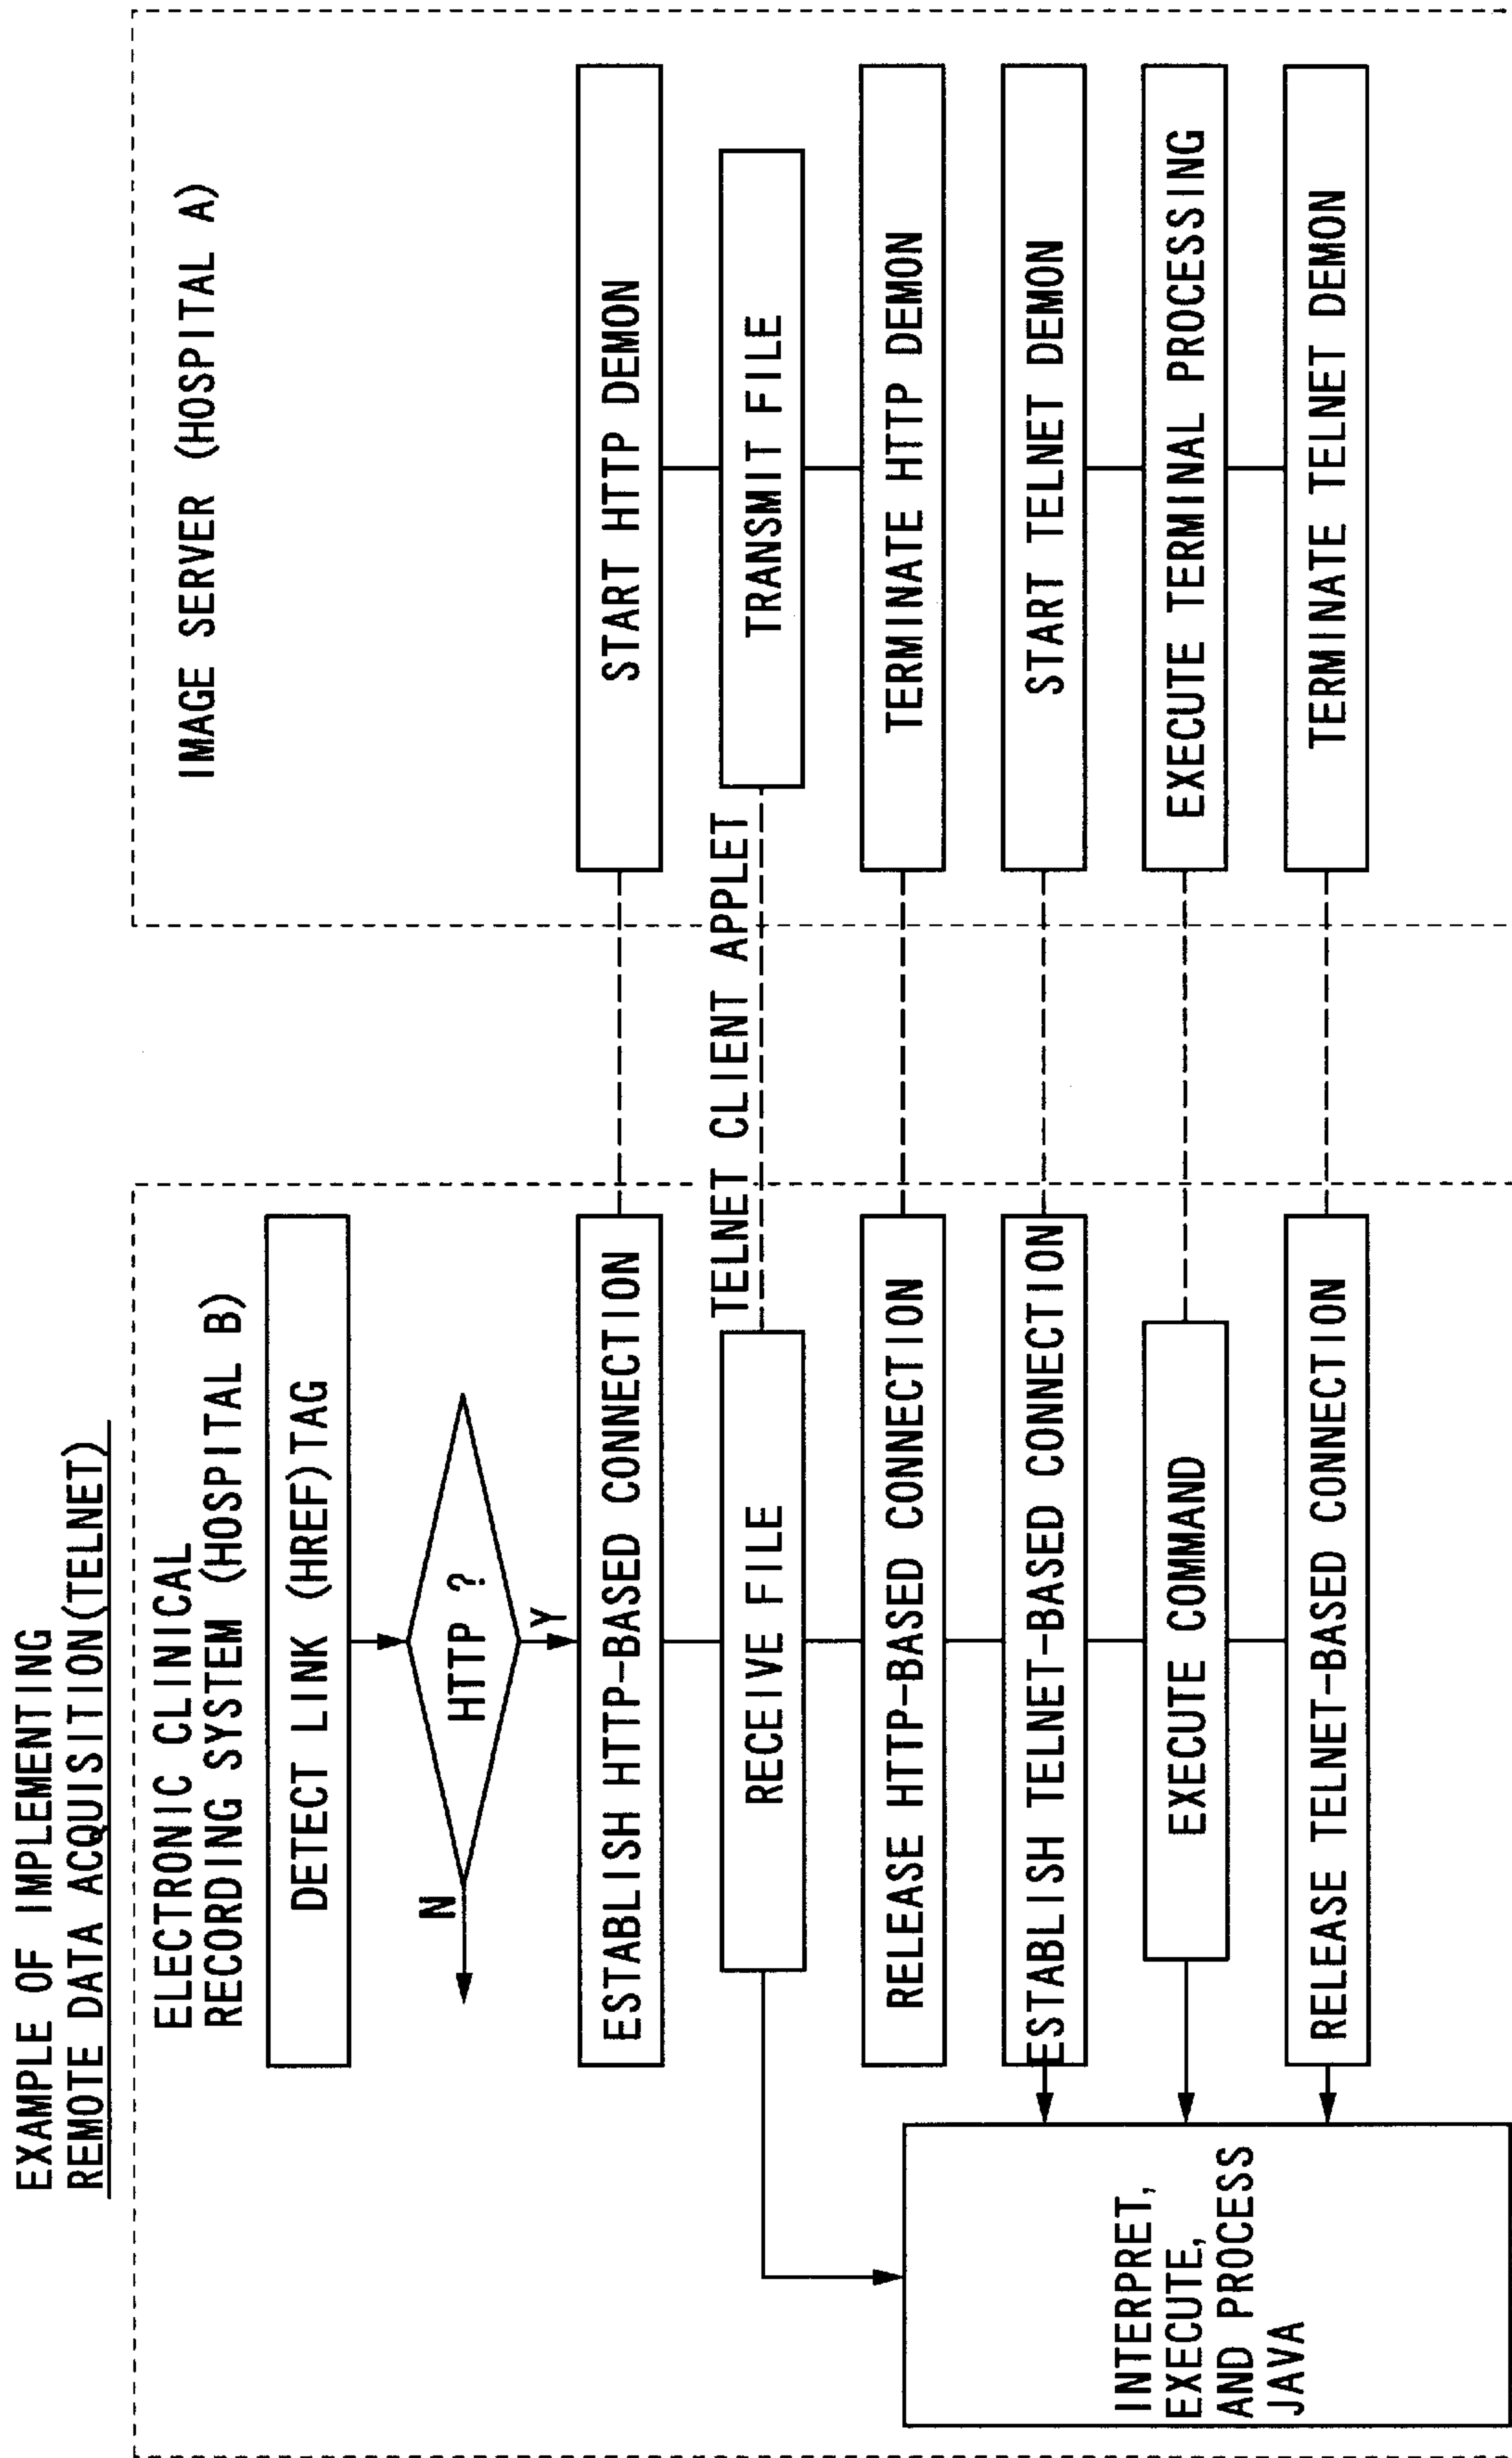 EXAMPLE OF IMPLEMENTING
REMOTE DATA ACQUISITION(TELNET)
ELECTRONIC CLINICAL
RECORDING SYSTEM (HOSPITAL B)
IMAGE SERVER (HOSPITAL A)
DETECT LINK (HREF)TAG
HTTP ?
N
Y
ESTABLISH HTTP-BASED CONNECTION
START HTTP DEMON
TELNET CLIENT APPLET
RECEIVE FILE
TRANSMIT FILE
RELEASE HTTP-BASED CONNECTION
TERMINATE HTTP DEMON
ESTABLISH TELNET-BASED CONNECTION
START TELNET DEMON
EXECUTE COMMAND
EXECUTE TERMINAL PROCESSING
RELEASE TELNET-BASED CONNECTION
TERMINATE TELNET DEMON
INTERPRET,
EXECUTE,
AND PROCESS
JAVA